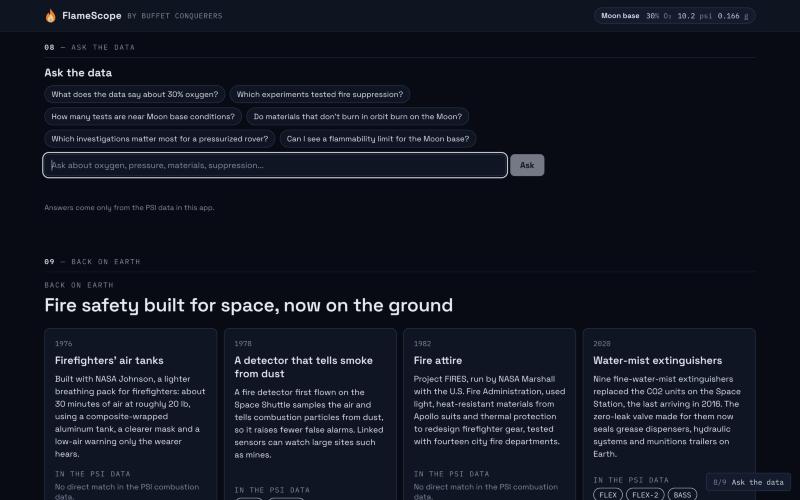 FlameScope BY BUFFET CONQUERERS
Moon base 30% O₂ 10.2 psi 0.166 g
08 — ASK THE DATA
Ask the data
What does the data say about 30% oxygen?
Which experiments tested fire suppression?
How many tests are near Moon base conditions?
Do materials that don't burn in orbit burn on the Moon?
Which investigations matter most for a pressurized rover?
Can I see a flammability limit for the Moon base?
Ask about oxygen, pressure, materials, suppression...
Ask
Answers come only from the PSI data in this app.
09 — BACK ON EARTH
BACK ON EARTH
Fire safety built for space, now on the ground
1976
Firefighters' air tanks
Built with NASA Johnson, a lighter
breathing pack for firefighters: about
30 minutes of air at roughly 20 lb,
using a composite-wrapped
aluminum tank, a clearer mask and a
low-air warning only the wearer
hears.
IN THE PSI DATA
No direct match in the PSI combustion
data.
1978
A detector that tells smoke
from dust
A fire detector first flown on the
Space Shuttle samples the air and
tells combustion particles from dust,
so it raises fewer false alarms. Linked
sensors can watch large sites such
as mines.
IN THE PSI DATA
1982
Fire attire
Project FIRES, run by NASA Marshall
with the U.S. Fire Administration, used
light, heat-resistant materials from
Apollo suits and thermal protection
to redesign firefighter gear, tested
with fourteen city fire departments.
IN THE PSI DATA
No direct match in the PSI combustion
data.
2020
Water-mist extinguishers
Nine fine-water-mist extinguishers
replaced the CO2 units on the Space
Station, the last arriving in 2016. The
zero-leak valve made for them now
seals grease dispensers, hydraulic
systems and munitions trailers on
Earth.
IN THE PSI DATA
FLEX FLEX-2 BASS
8/9 Ask the data